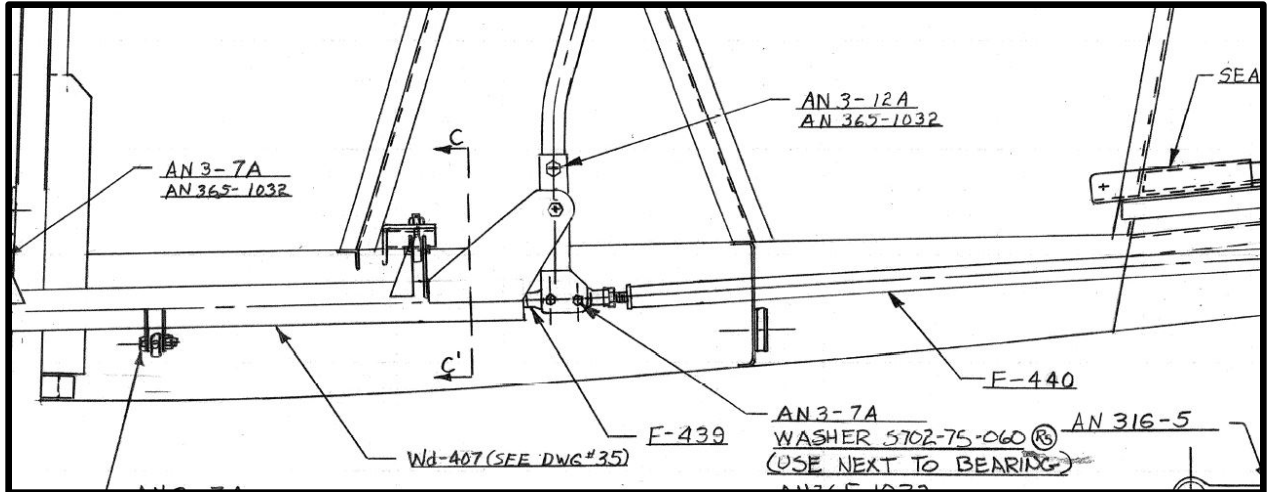 SEA
AN 3-12A
AN 365-1032
C
AN 3-7A
AN 365-1032
C'
F-440
AN 3-7A
AN 316-5
F-439
WASHER 5702-75-060 R5
Wd-407 (SEE DWG #35)
(USE NEXT TO BEARING)